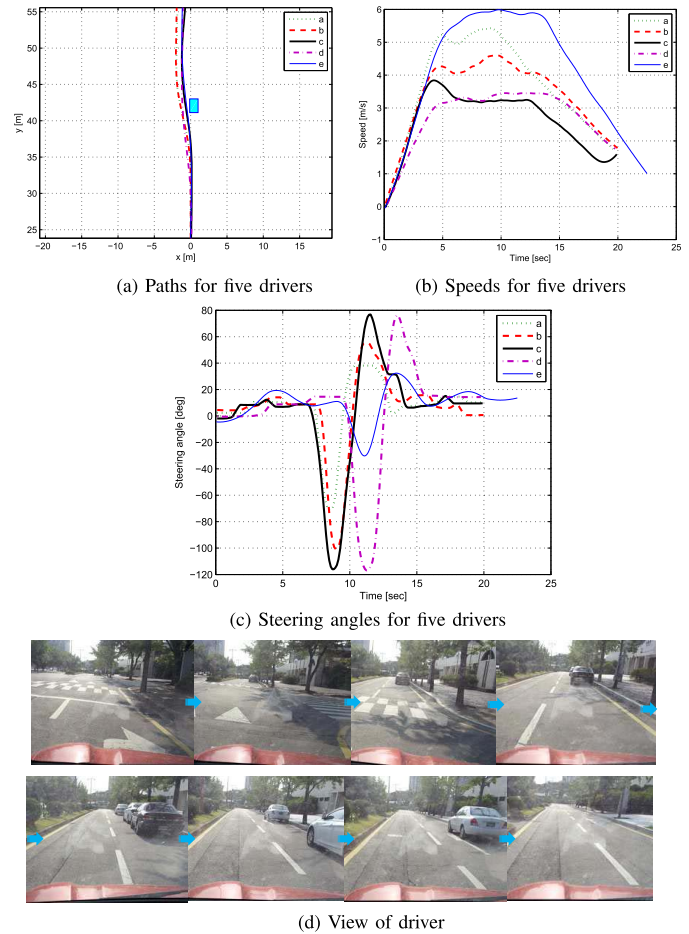 55
50
45
40
35
30
25
y [m]
−20 −15 −10 −5 0 5 10 15
x [m]
a
b
c
d
e
(a) Paths for five drivers
6
5
4
3
2
1
0
−1
Speed [m/s]
0 5 10 15 20 25
Time [sec]
a
b
c
d
e
(b) Speeds for five drivers
80
60
40
20
0
−20
−40
−60
−80
−100
−120
Steering angle [deg]
0 5 10 15 20 25
Time [sec]
a
b
c
d
e
(c) Steering angles for five drivers
(d) View of driver